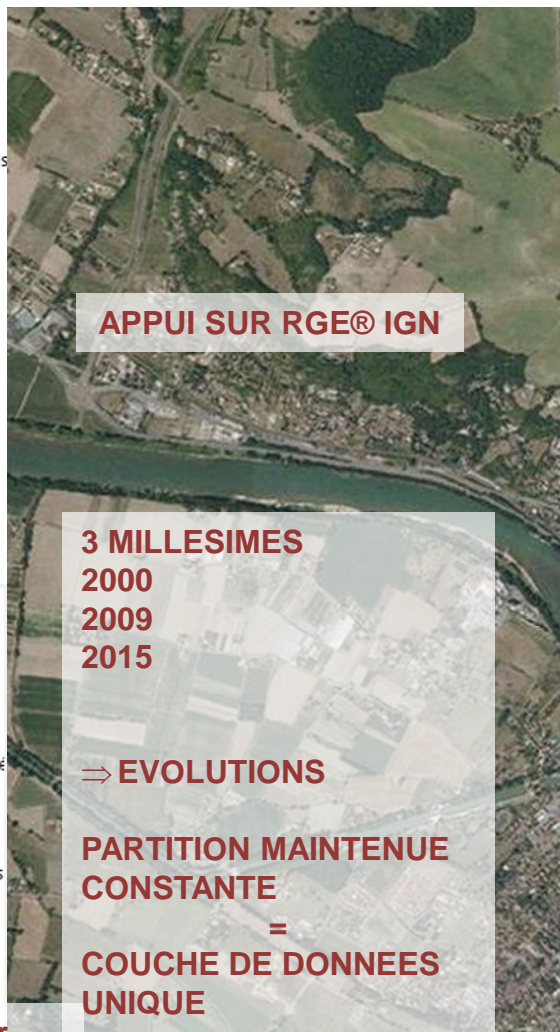 APPUI SUR RGE® IGN
3 MILLESIMES
2000
2009
2015
⇒ EVOLUTIONS
PARTITION MAINTENUE
CONSTANTE
=
COUCHE DE DONNEES
UNIQUE